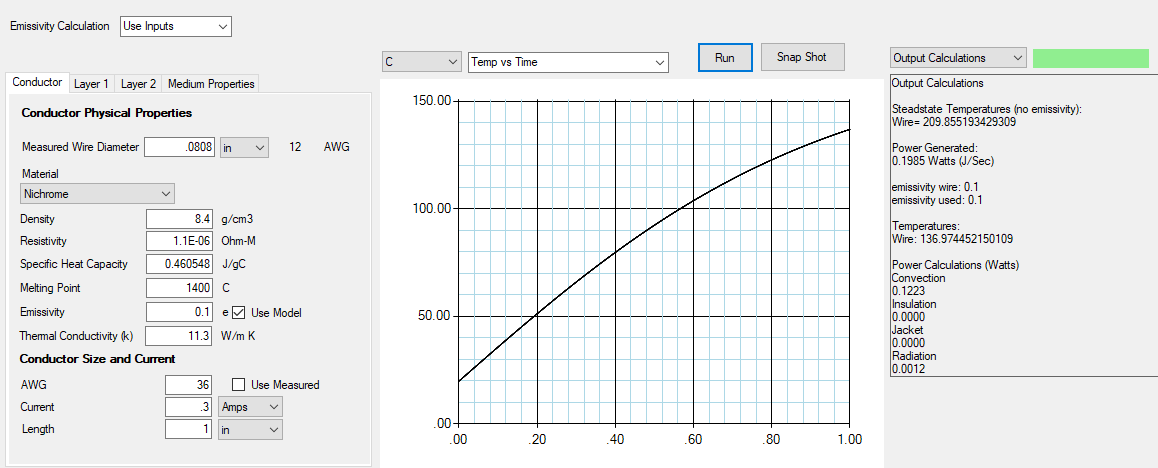 Emissivity Calculation Use Inputs
Conductor Layer 1 Layer 2 Medium Properties
Conductor Physical Properties
Measured Wire Diameter .0808 in 12 AWG
Material
Nichrome
Density 8.4 g/cm3
Resistivity 1.1E-06 Ohm-M
Specific Heat Capacity 0.460548 J/gC
Melting Point 1400 C
Emissivity 0.1 e Use Model
Thermal Conductivity (k) 11.3 W/m K
Conductor Size and Current
AWG 36 Use Measured
Current .3 Amps
Length 1 in
C Temp vs Time Run Snap Shot
150.00
100.00
50.00
.00
.00 .20 .40 .60 .80 1.00
Output Calculations
Output Calculations
Steadstate Temperatures (no emissivity):
Wire= 209.855193429309
Power Generated:
0.1985 Watts (J/Sec)
emissivity wire: 0.1
emissivity used: 0.1
Temperatures:
Wire: 136.974452150109
Power Calculations (Watts)
Convection
0.1223
Insulation
0.0000
Jacket
0.0000
Radiation
0.0012